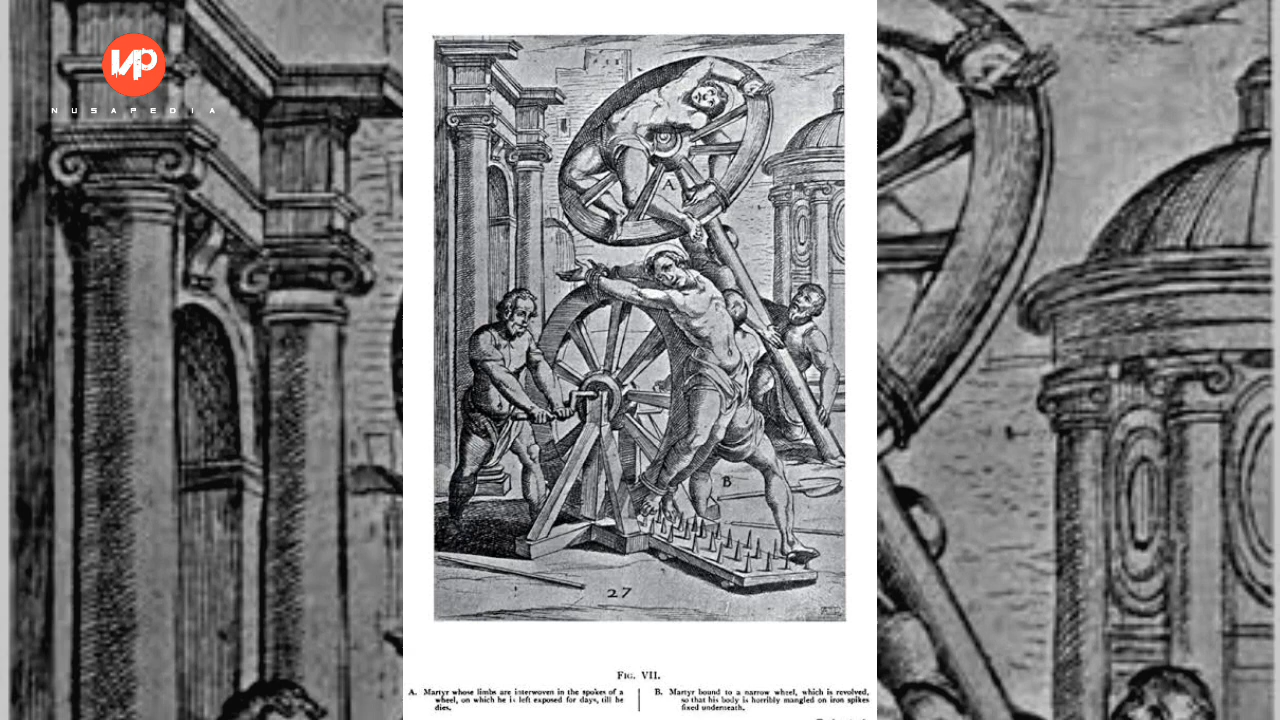 NUSAPEDIA
A
B
27
FIG. VII.
A. Martyr whose limbs are interwoven in the spokes of a
wheel, on which he is left exposed for days, till he
dies.
B. Martyr bound to a narrow wheel, which is revolved,
so that his body is horribly mangled on iron spikes
fixed underneath.